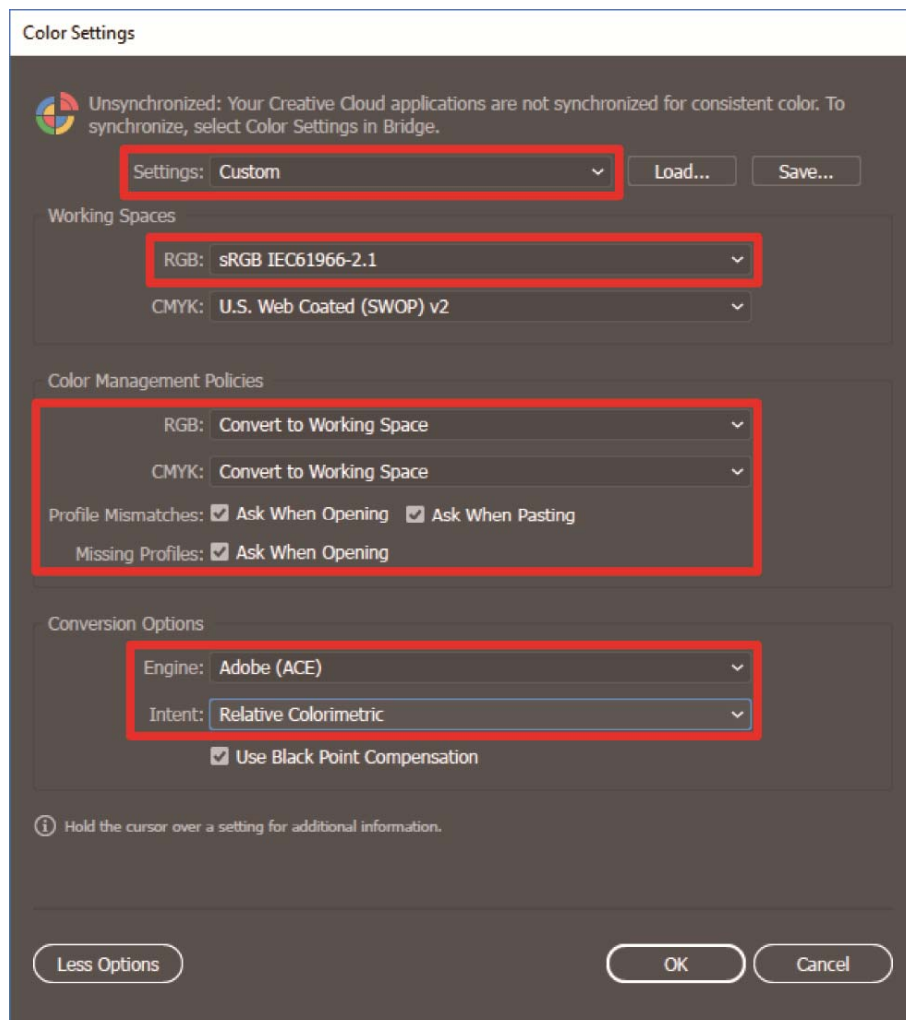 Color Settings
Unsynchronized: Your Creative Cloud applications are not synchronized for consistent color. To
synchronize, select Color Settings in Bridge.
Settings: Custom Load... Save...
Working Spaces
RGB: sRGB IEC61966-2.1
CMYK: U.S. Web Coated (SWOP) v2
Color Management Policies
RGB: Convert to Working Space
CMYK: Convert to Working Space
Profile Mismatches: Ask When Opening Ask When Pasting
Missing Profiles: Ask When Opening
Conversion Options
Engine: Adobe (ACE)
Intent: Relative Colorimetric
Use Black Point Compensation
Hold the cursor over a setting for additional information.
Less Options OK Cancel